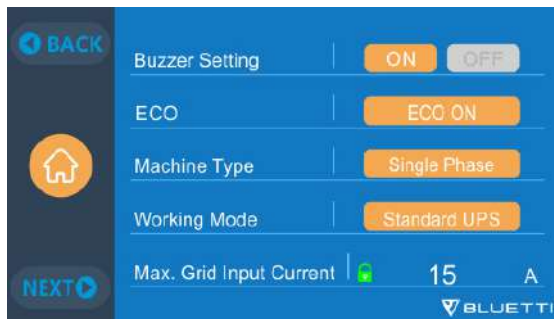 BACK
Buzzer Setting ON OFF
ECO ECO ON
Machine Type Single Phase
Working Mode Standard UPS
Max. Grid Input Current 15 A
NEXT
BLUETTI